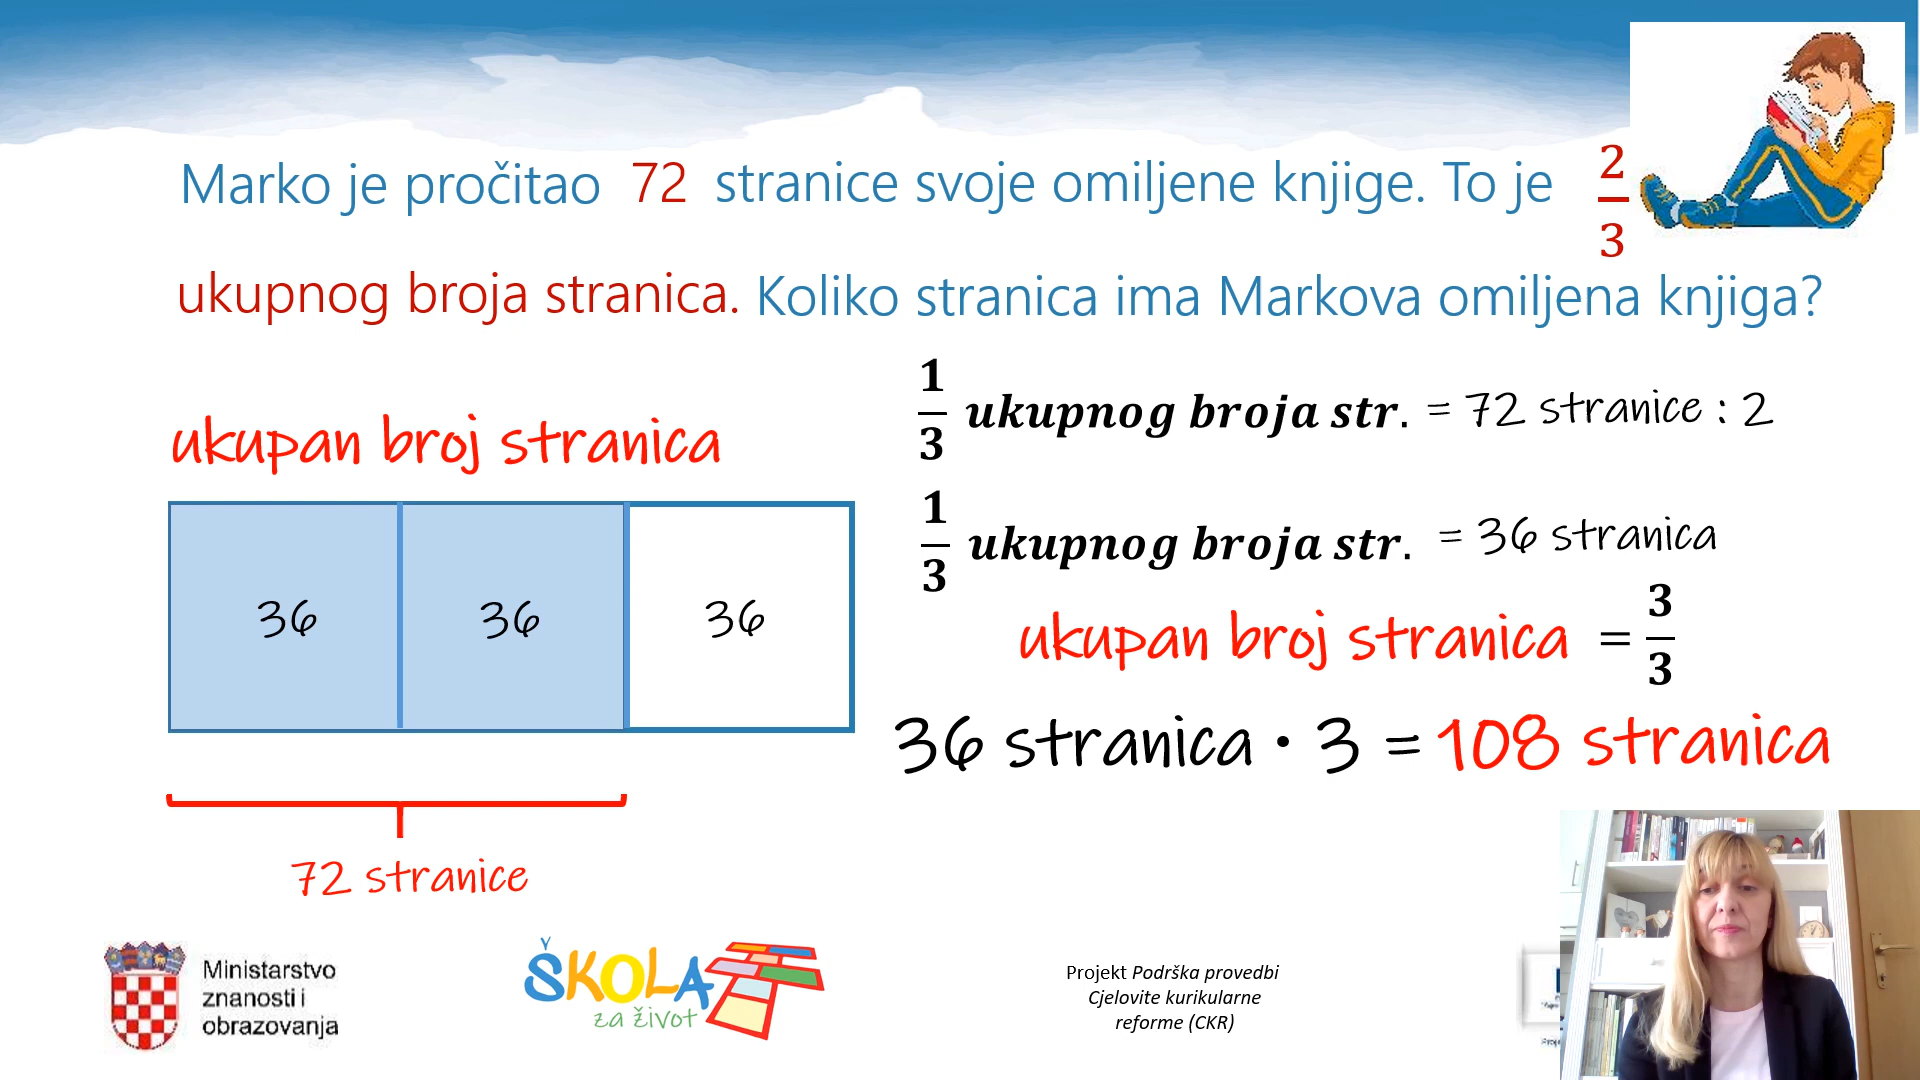 Marko je pročitao 72 stranice svoje omiljene knjige. To je 2/3
ukupnog broja stranica. Koliko stranica ima Markova omiljena knjiga?
ukupan broj stranica
36 36 36
72 stranice
1/3 ukupnog broja str. = 72 stranice : 2
1/3 ukupnog broja str. = 36 stranica
ukupan broj stranica = 3/3
36 stranica · 3 = 108 stranica
Ministarstvo
znanosti i
obrazovanja
ŠKOLA
za život
Projekt Podrška provedbi
Cjelovite kurikularne
reforme (CKR)